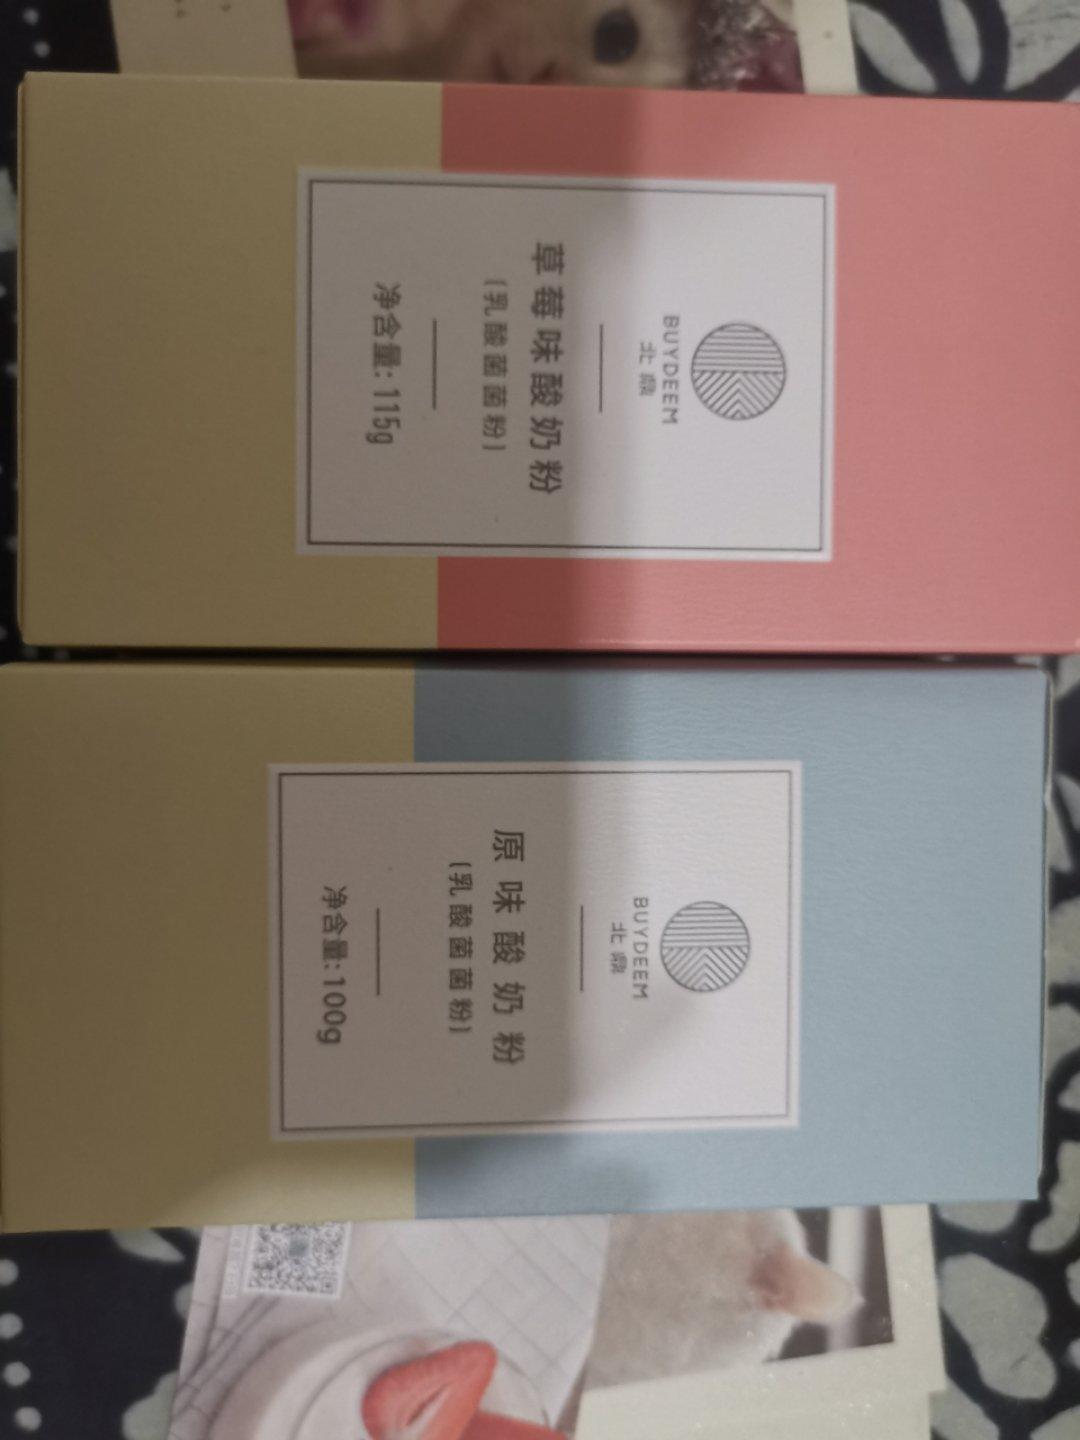 BUYDEEM
北鼎
草莓味酸奶粉
(乳酸菌菌粉)
净含量:115g
BUYDEEM
北鼎
原味酸奶粉
(乳酸菌菌粉)
净含量:100g